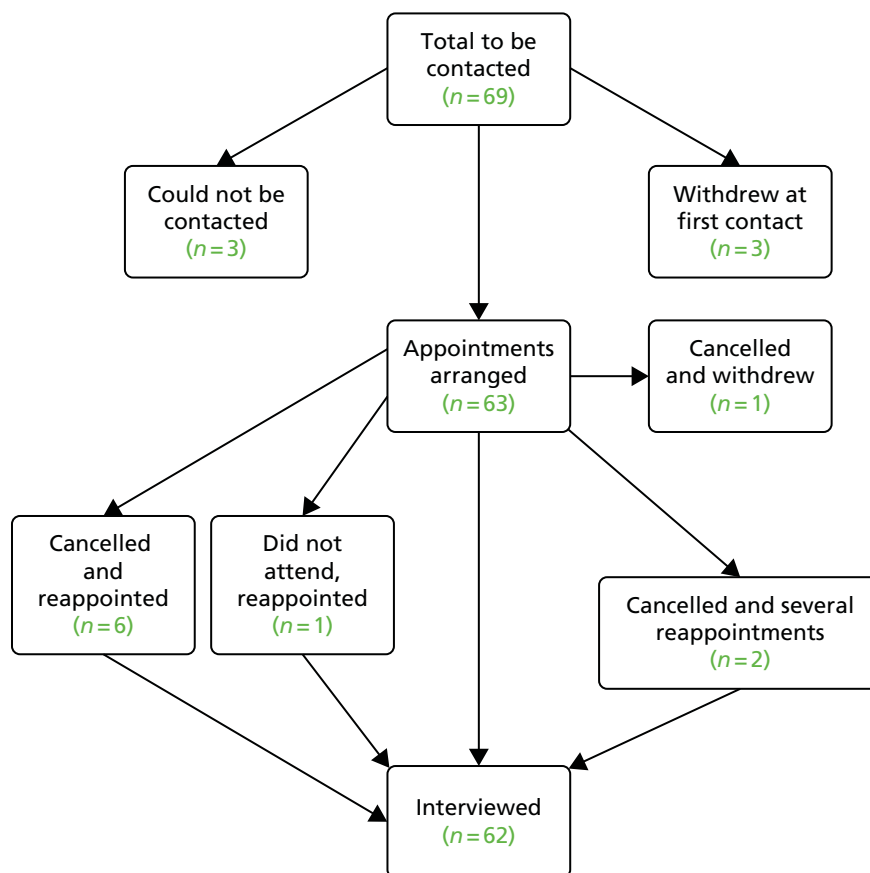 Total to be
contacted
(n=69)
Could not be
contacted
(n=3)
Withdrew at
first contact
(n=3)
Appointments
arranged
(n=63)
Cancelled
and withdrew
(n=1)
Cancelled
and
reappointed
(n=6)
Did not
attend,
reappointed
(n=1)
Cancelled and several
reappointments
(n=2)
Interviewed
(n=62)